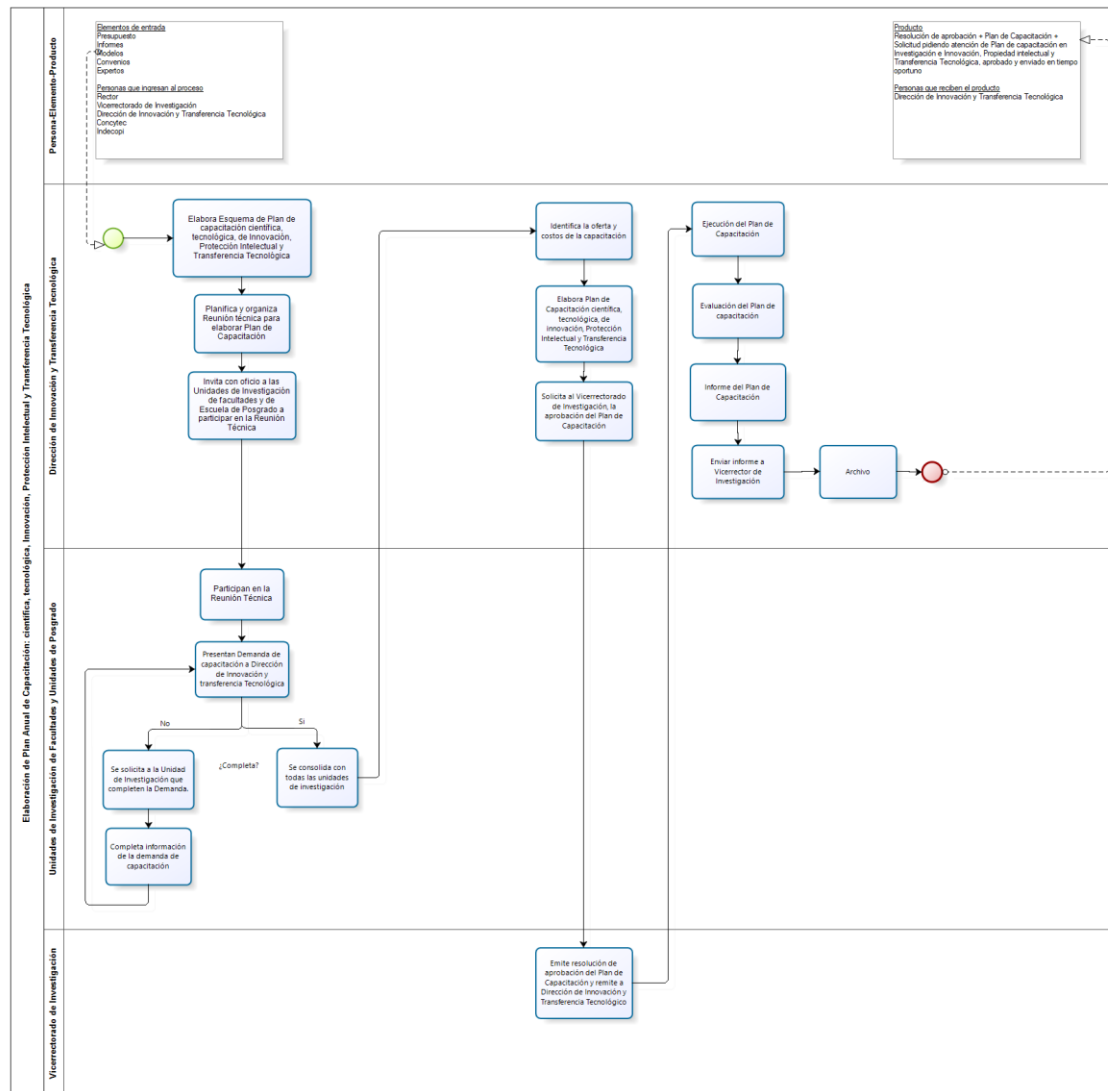 Elaboración de Plan Anual de Capacitación: científica, tecnológica, Innovación, Protección Intelectual y Transferencia Tecnológica
Persona-Elemento-Producto
Elementos de entrada
Presupuesto
Informes
Modelos
Convenios
Expertos
Personas que ingresan al proceso
Rector
Vicerrectorado de Investigación
Dirección de Innovación y Transferencia Tecnológica
Concytec
Indecopi
Producto
Resolución de aprobación + Plan de Capacitación +
Solicitud pidiendo atención de Plan de capacitación en
Investigación e Innovación, Propiedad intelectual y
Transferencia Tecnológica, aprobado y enviado en tiempo
oportuno
Personas que reciben el producto
Dirección de Innovación y Transferencia Tecnológica
Dirección de Innovación y Transferencia Tecnológica
Elabora Esquema de Plan de
capacitación científica,
tecnológica, de Innovación,
Protección Intelectual y
Transferencia Tecnológica
Planifica y organiza
Reunión técnica para
elaborar Plan de
Capacitación
Invita con oficio a las
Unidades de Investigación
de facultades y de
Escuela de Posgrado a
participar en la Reunión
Técnica
Identifica la oferta y
costos de la capacitación
Elabora Plan de
Capacitación científica,
tecnológica, de
innovación, Protección
Intelectual y Transferencia
Tecnológica
Solicita al Vicerrectorado
de Investigación, la
aprobación del Plan de
Capacitación
Ejecución del Plan de
Capacitación
Evaluación del Plan de
capacitación
Informe del Plan de
Capacitación
Enviar informe a
Vicerrector de
Investigación
Archivo
Unidades de Investigación de Facultades y Unidades de Posgrado
Participan en la
Reunión Técnica
Presentan Demanda de
capacitación a Dirección
de Innovación y
transferencia Tecnológica
No
Si
¿Completa?
Se solicita a la Unidad
de Investigación que
completen la Demanda.
Se consolida con
todas las unidades
de investigación
Completa información
de la demanda de
capacitación
Vicerrectorado de Investigación
Emite resolución de
aprobación del Plan de
Capacitación y remite a
Dirección de Innovación y
Transferencia Tecnológico